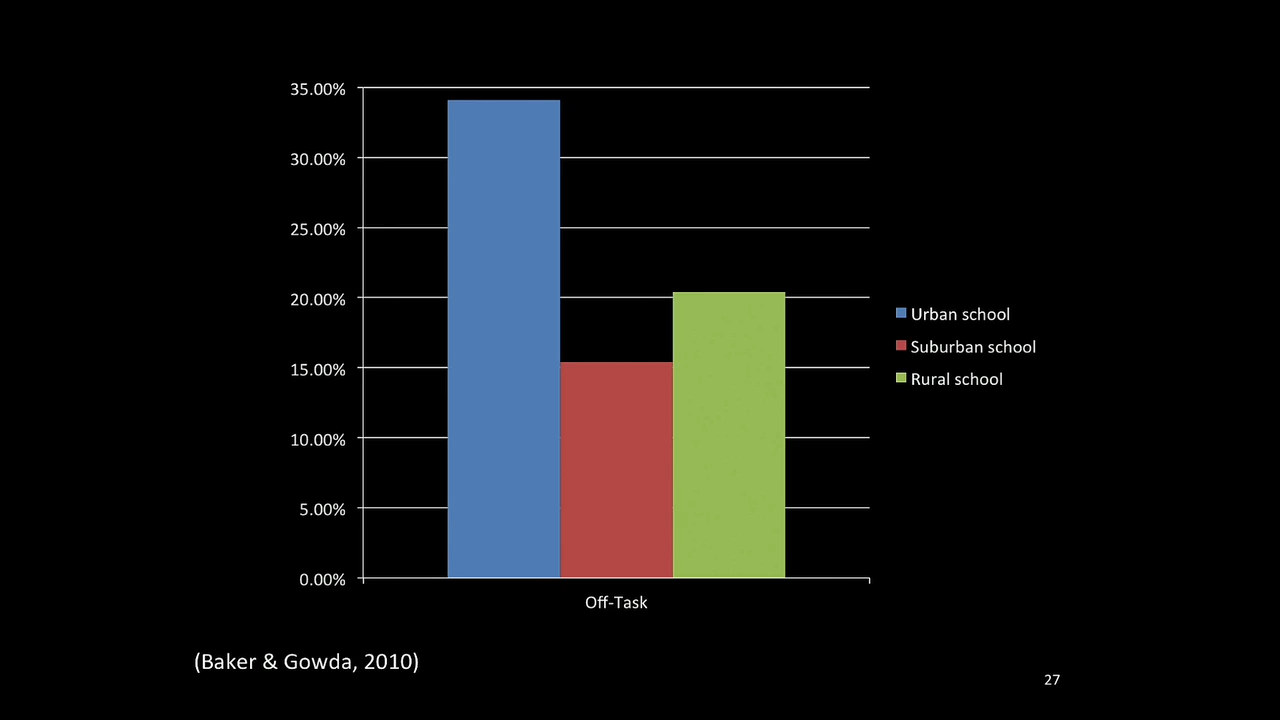 35.00%
30.00%
25.00%
20.00%
15.00%
10.00%
5.00%
0.00%
Off-Task
Urban school
Suburban school
Rural school
(Baker & Gowda, 2010)
27